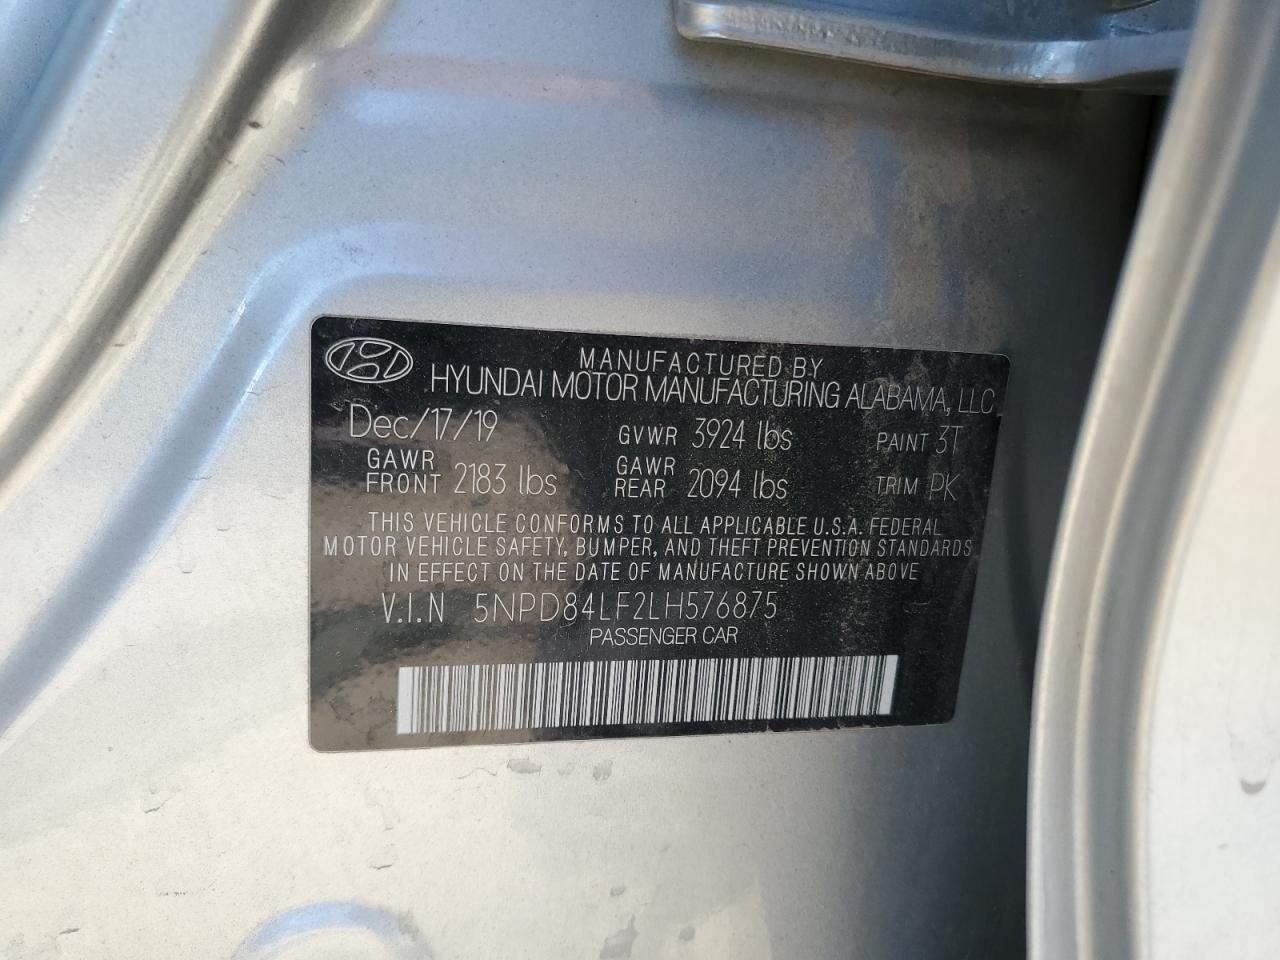 MANUFACTURED BY
HYUNDAI MOTOR MANUFACTURING ALABAMA, LLC
Dec/17/19 GVWR 3924 lbs PAINT 3T
GAWR FRONT 2183 lbs GAWR REAR 2094 lbs TRIM PK
THIS VEHICLE CONFORMS TO ALL APPLICABLE U.S.A. FEDERAL
MOTOR VEHICLE SAFETY, BUMPER, AND THEFT PREVENTION STANDARDS
IN EFFECT ON THE DATE OF MANUFACTURE SHOWN ABOVE
V.I.N 5NPD84LF2LH576875
PASSENGER CAR